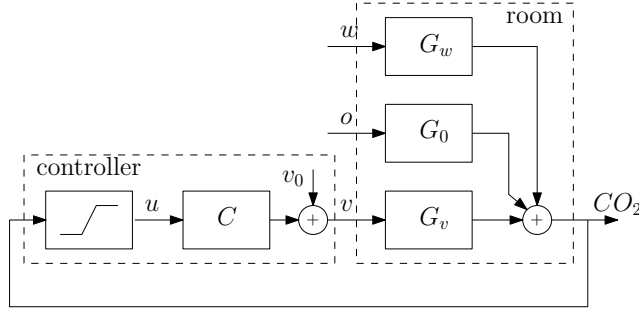 room
w
G_w
o
G_0
controller
v_0
u
C
+
v
G_v
+
CO_2